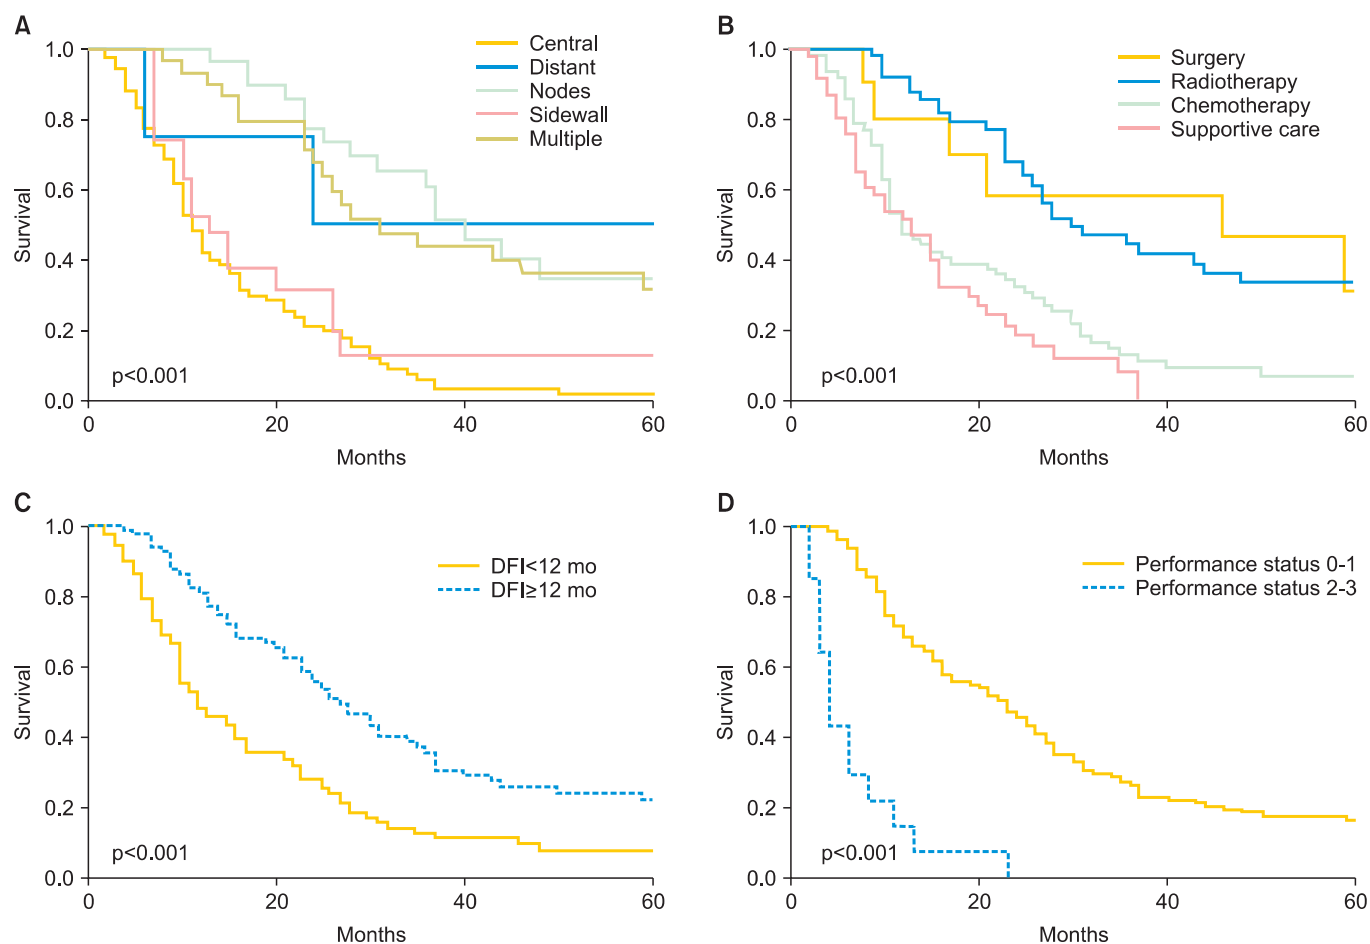 A
Central
Distant
Nodes
Sidewall
Multiple
1.0
0.8
0.6
0.4
0.2
0.0
Survival
p<0.001
0 20 40 60
Months
B
Surgery
Radiotherapy
Chemotherapy
Supportive care
1.0
0.8
0.6
0.4
0.2
0.0
Survival
p<0.001
0 20 40 60
Months
C
DFI<12 mo
DFI≥12 mo
1.0
0.8
0.6
0.4
0.2
0.0
Survival
p<0.001
0 20 40 60
Months
D
Performance status 0-1
Performance status 2-3
1.0
0.8
0.6
0.4
0.2
0.0
Survival
p<0.001
0 20 40 60
Months